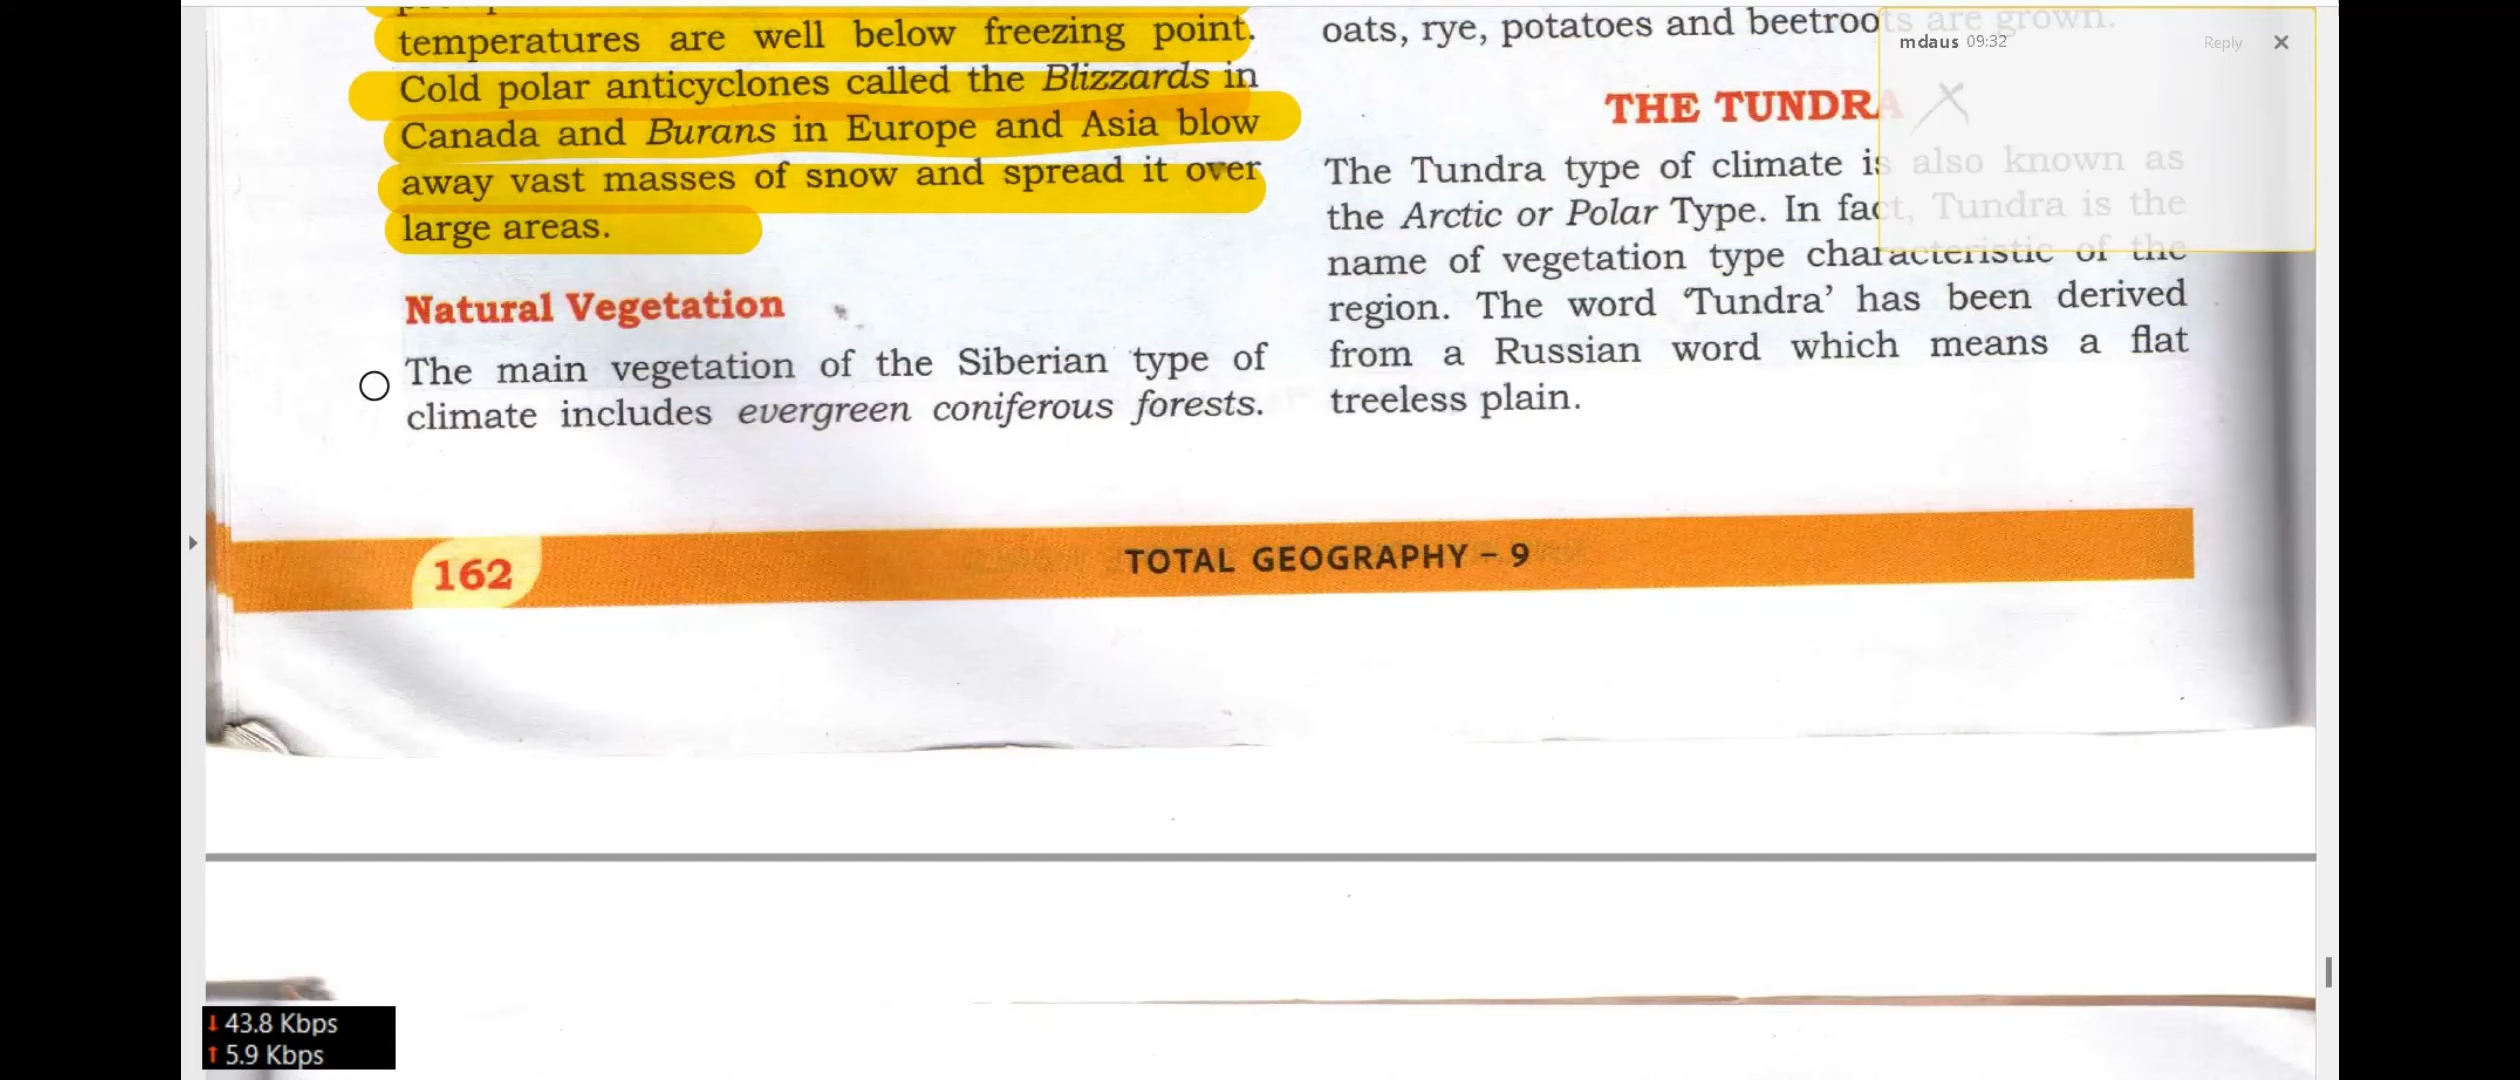 temperatures are well below freezing point.
Cold polar anticyclones called the Blizzards in
Canada and Burans in Europe and Asia blow
away vast masses of snow and spread it over
large areas.
Natural Vegetation
The main vegetation of the Siberian type of
climate includes evergreen coniferous forests.
oats, rye, potatoes and beetroots are grown.
THE TUNDRA
The Tundra type of climate is also known as
the Arctic or Polar Type. In fact, Tundra is the
name of vegetation type characteristic of the
region. The word ‘Tundra’ has been derived
from a Russian word which means a flat
treeless plain.
mdaus 09:32
Reply
162
TOTAL GEOGRAPHY – 9
↓ 43.8 Kbps
↑ 5.9 Kbps